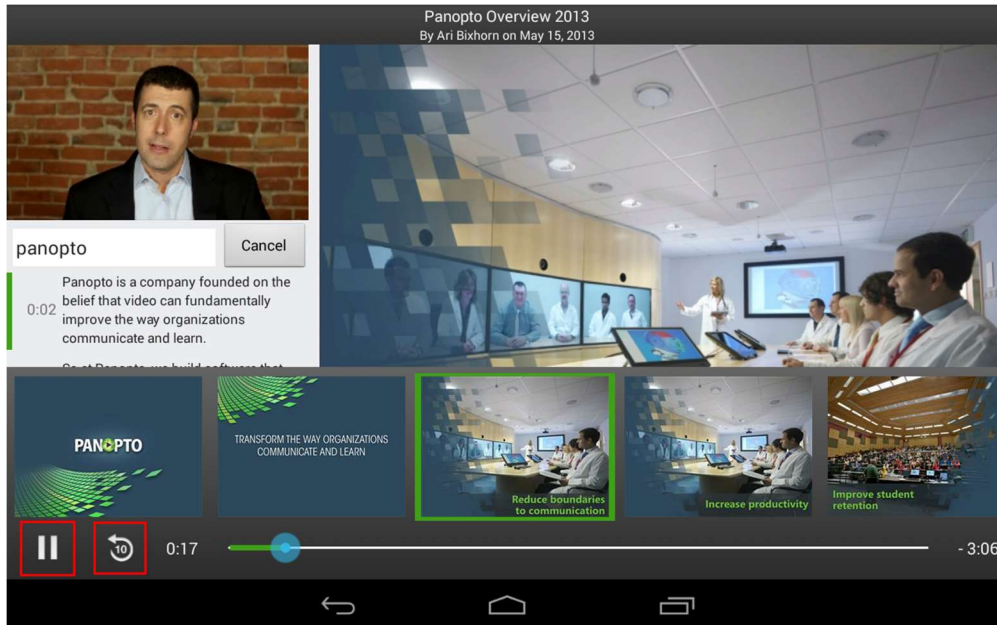 Panopto Overview 2013
By Ari Bixhorn on May 15, 2013
panopto
Cancel
0:02
Panopto is a company founded on the
belief that video can fundamentally
improve the way organizations
communicate and learn.
PANOPTO
TRANSFORM THE WAY ORGANIZATIONS
COMMUNICATE AND LEARN
Reduce boundaries
to communication
Increase productivity
Improve student
retention
10
0:17
- 3:06